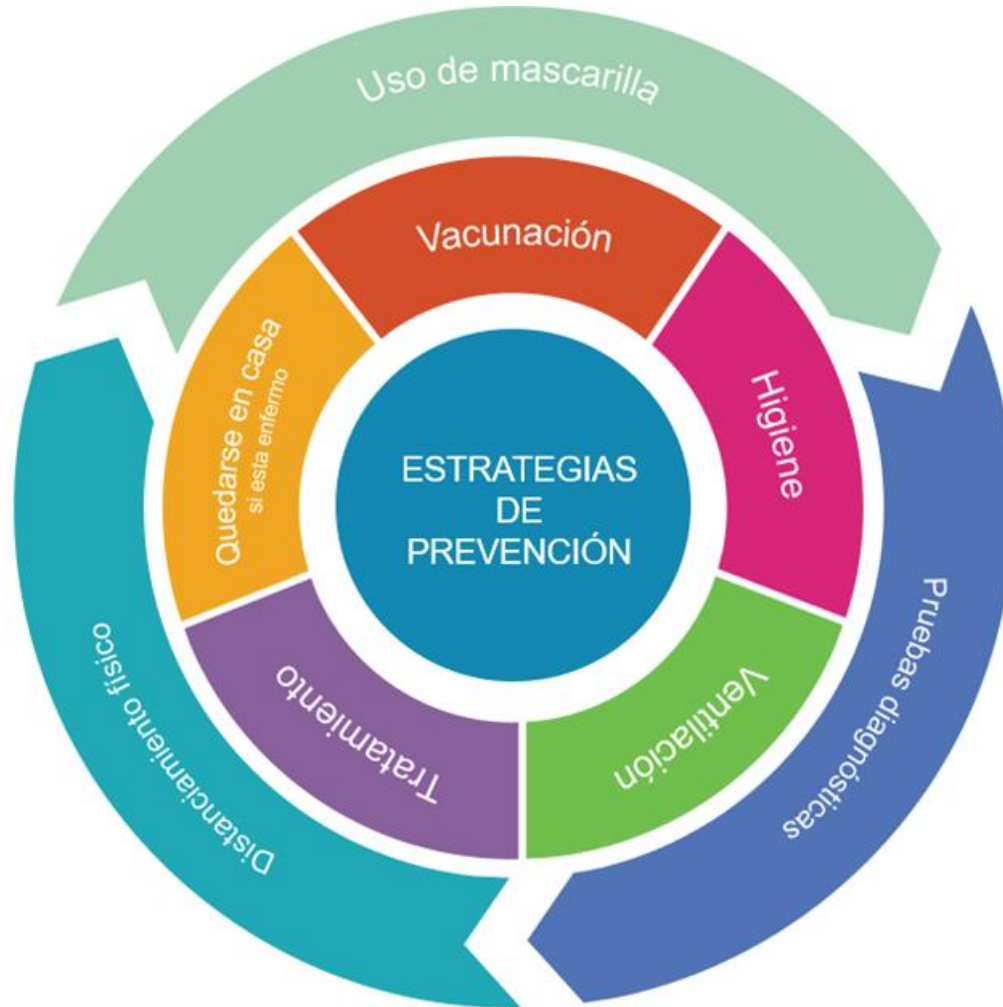 Uso de mascarilla
Vacunación
Higiene
Quedarse en casa
si esta enfermo
ESTRATEGIAS
DE
PREVENCIÓN
Ventilación
Tratamiento
Pruebas diagnósticas
Distanciamiento físico